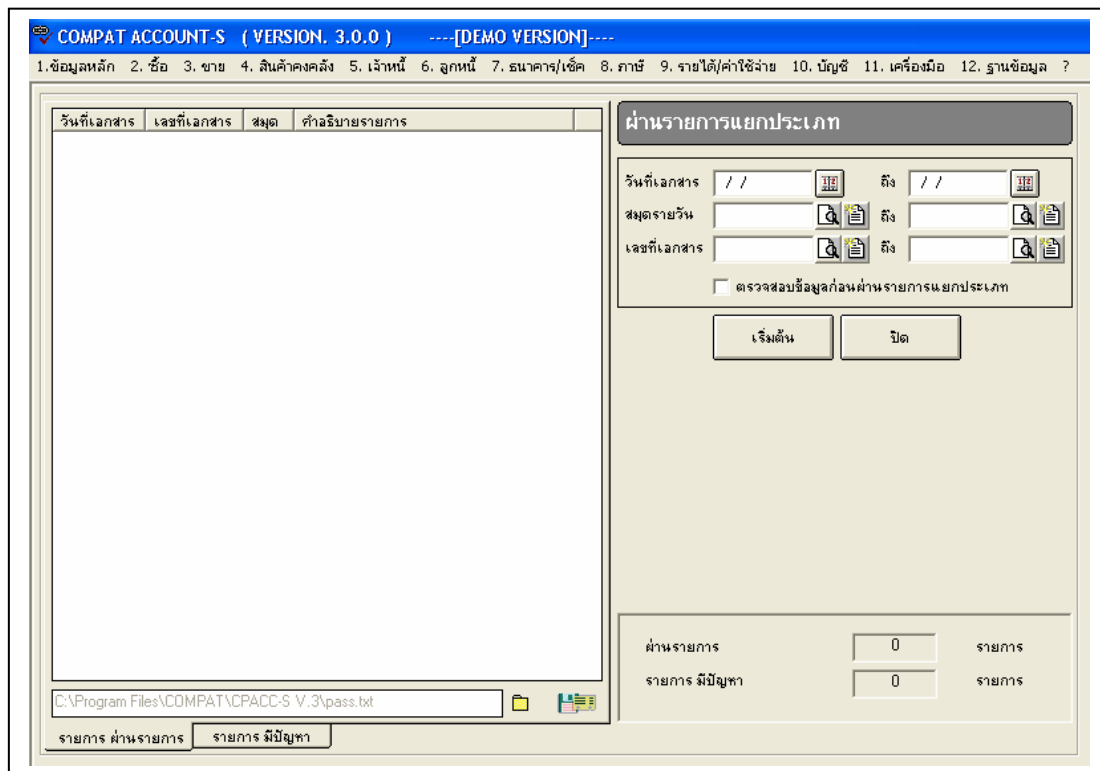 COMPAT ACCOUNT-S ( VERSION. 3.0.0 ) ----[DEMO VERSION]----
1.ข้อมูลหลัก 2. ซื้อ 3. ขาย 4. สินค้าคงคลัง 5. เจ้าหนี้ 6. ลูกหนี้ 7. ธนาคาร/เช็ค 8. ภาษี 9. รายได้/ค่าใช้จ่าย 10. บัญชี 11. เครื่องมือ 12. ฐานข้อมูล ?
วันที่เอกสาร เลขที่เอกสาร สมุด คำอธิบายรายการ
ผ่านรายการแยกประเภท
วันที่เอกสาร / / ถึง / /
สมุดรายวัน ถึง
เลขที่เอกสาร ถึง
ตรวจสอบข้อมูลก่อนผ่านรายการแยกประเภท
เริ่มต้น ปิด
ผ่านรายการ 0 รายการ
รายการ มีปัญหา 0 รายการ
C:\Program Files\COMPAT\CPACC-S V.3\pass.txt
รายการ ผ่านรายการ รายการ มีปัญหา